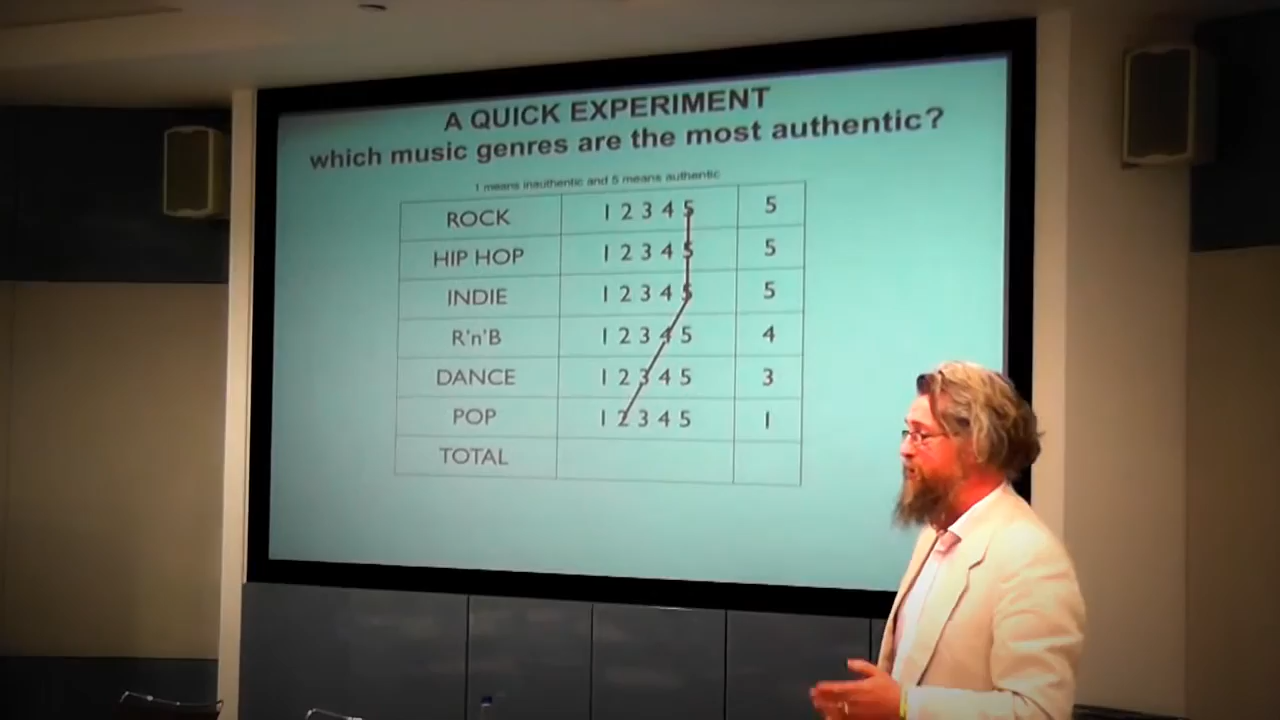 A QUICK EXPERIMENT
which music genres are the most authentic?
1 means inauthentic and 5 means authentic
ROCK 1 2 3 4 5 5
HIP HOP 1 2 3 4 5 5
INDIE 1 2 3 4 5 5
R'n'B 1 2 3 4 5 4
DANCE 1 2 3 4 5 3
POP 1 2 3 4 5 1
TOTAL